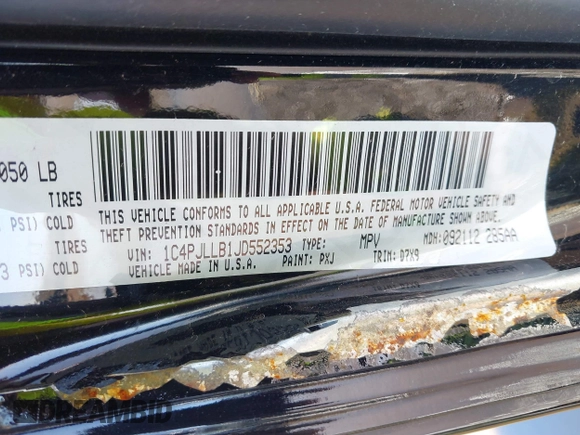 050 LB
TIRES
PSI) COLD
TIRES
3 PSI) COLD
THIS VEHICLE CONFORMS TO ALL APPLICABLE U.S.A. FEDERAL MOTOR VEHICLE SAFETY AND
THEFT PREVENTION STANDARDS IN EFFECT ON THE DATE OF MANUFACTURE SHOWN ABOVE.
VIN: 1C4PJLLB1JD552353 TYPE: MPV MDH: 092112 285AA
VEHICLE MADE IN U.S.A. PAINT: PXJ TRIM: D7X9
DREAMBID